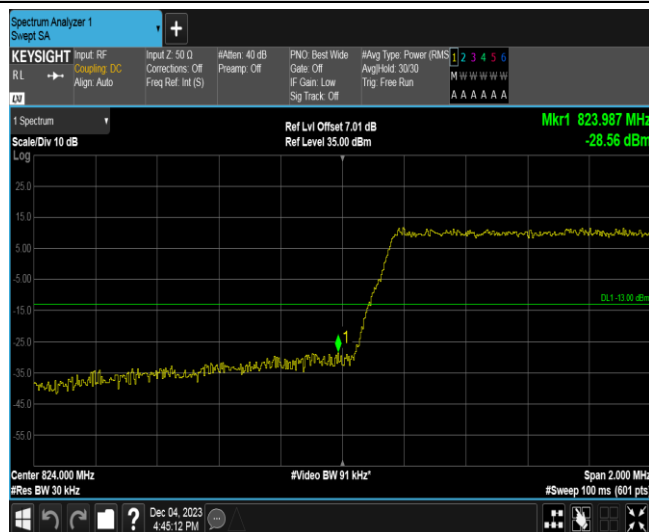 Spectrum Analyzer 1
Swept SA
KEYSIGHT
RL
LXI
Input: RF
Coupling: DC
Align: Auto
Input Z: 50 Ω
Corrections: Off
Freq Ref: Int (S)
#Atten: 40 dB
Preamp: Off
PNO: Best Wide
Gate: Off
IF Gain: Low
Sig Track: Off
#Avg Type: Power (RMS
Avg|Hold: 30/30
Trig: Free Run
1 2 3 4 5 6
M W W W W W
A A A A A A
1 Spectrum
Scale/Div 10 dB
Ref Lvl Offset 7.01 dB
Ref Level 35.00 dBm
Mkr1 823.987 MHz
-28.56 dBm
Log
25.0
15.0
5.00
-5.00
DL1 -13.00 dBm
-15.0
-25.0
1
-35.0
-45.0
-55.0
Center 824.000 MHz
#Video BW 91 kHz*
Span 2.000 MHz
#Res BW 30 kHz
#Sweep 100 ms (601 pts)
?
Dec 04, 2023
4:45:12 PM